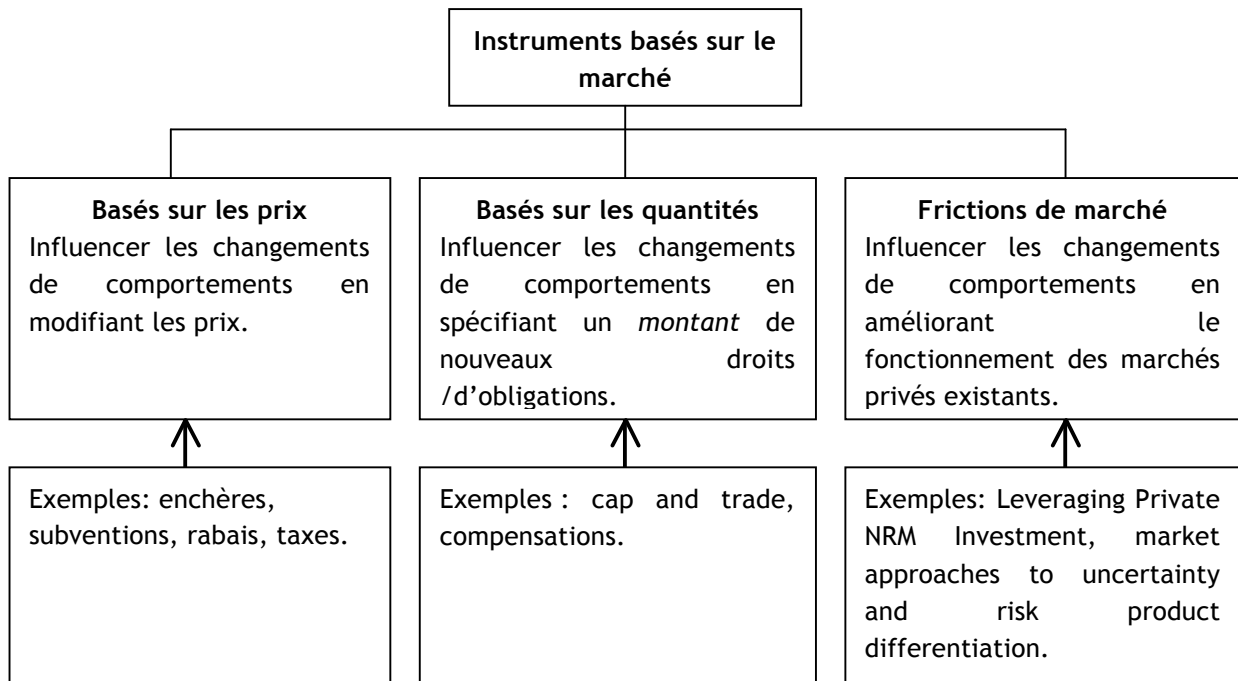 Instruments basés sur le
marché
Basés sur les prix
Influencer les changements
de comportements en
modifiant les prix.
Basés sur les quantités
Influencer les changements
de comportements en
spécifiant un montant de
nouveaux droits
/d’obligations.
Frictions de marché
Influencer les changements
de comportements en
améliorant le
fonctionnement des marchés
privés existants.
Exemples: enchères,
subventions, rabais, taxes.
Exemples : cap and trade,
compensations.
Exemples: Leveraging Private
NRM Investment, market
approaches to uncertainty
and risk product
differentiation.